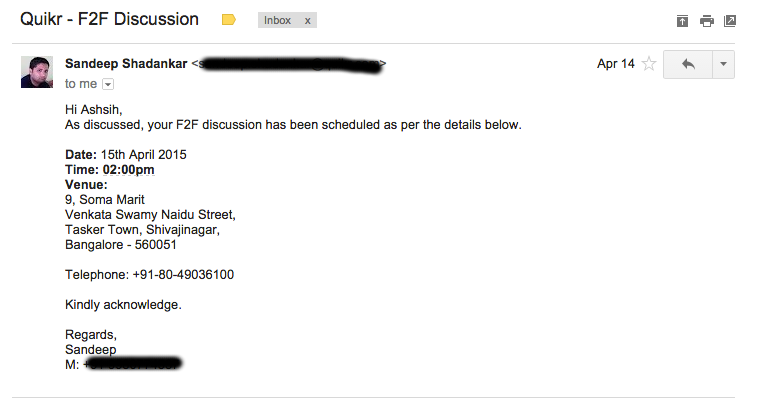 Quikr - F2F Discussion
Inbox x
Sandeep Shadankar <s
Apr 14
to me
Hi Ashsih,
As discussed, your F2F discussion has been scheduled as per the details below.
Date: 15th April 2015
Time: 02:00pm
Venue:
9, Soma Marit
Venkata Swamy Naidu Street,
Tasker Town, Shivajinagar,
Bangalore - 560051
Telephone: +91-80-49036100
Kindly acknowledge.
Regards,
Sandeep
M: